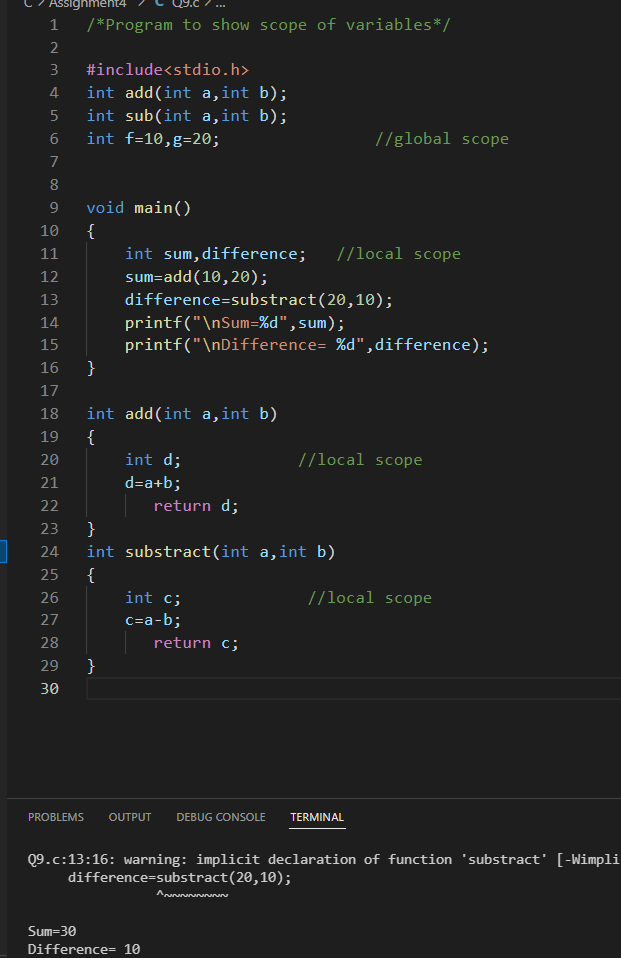 C > Assignment4 > C Q9.c > ...
1 /*Program to show scope of variables*/
2
3 #include<stdio.h>
4 int add(int a,int b);
5 int sub(int a,int b);
6 int f=10,g=20; //global scope
7
8
9 void main()
10 {
11 int sum,difference; //local scope
12 sum=add(10,20);
13 difference=substract(20,10);
14 printf("\nSum=%d",sum);
15 printf("\nDifference= %d",difference);
16 }
17
18 int add(int a,int b)
19 {
20 int d; //local scope
21 d=a+b;
22 return d;
23 }
24 int substract(int a,int b)
25 {
26 int c; //local scope
27 c=a-b;
28 return c;
29 }
30
PROBLEMS OUTPUT DEBUG CONSOLE TERMINAL
Q9.c:13:16: warning: implicit declaration of function 'substract' [-Wimpli
difference=substract(20,10);
^~~~~~~~~
Sum=30
Difference= 10